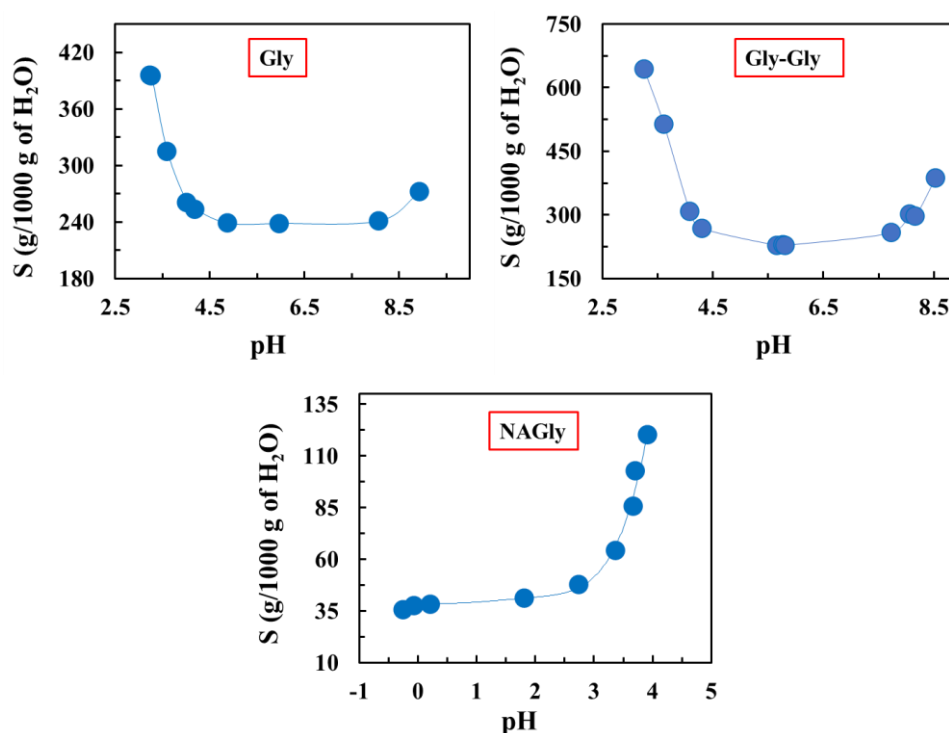 Gly
S (g/1000 g of H₂O)
420
360
300
240
180
2.5 4.5 6.5 8.5
pH
Gly-Gly
S (g/1000 g of H₂O)
750
600
450
300
150
2.5 4.5 6.5 8.5
pH
NAGly
S (g/1000 g of H₂O)
135
110
85
60
35
10
-1 0 1 2 3 4 5
pH